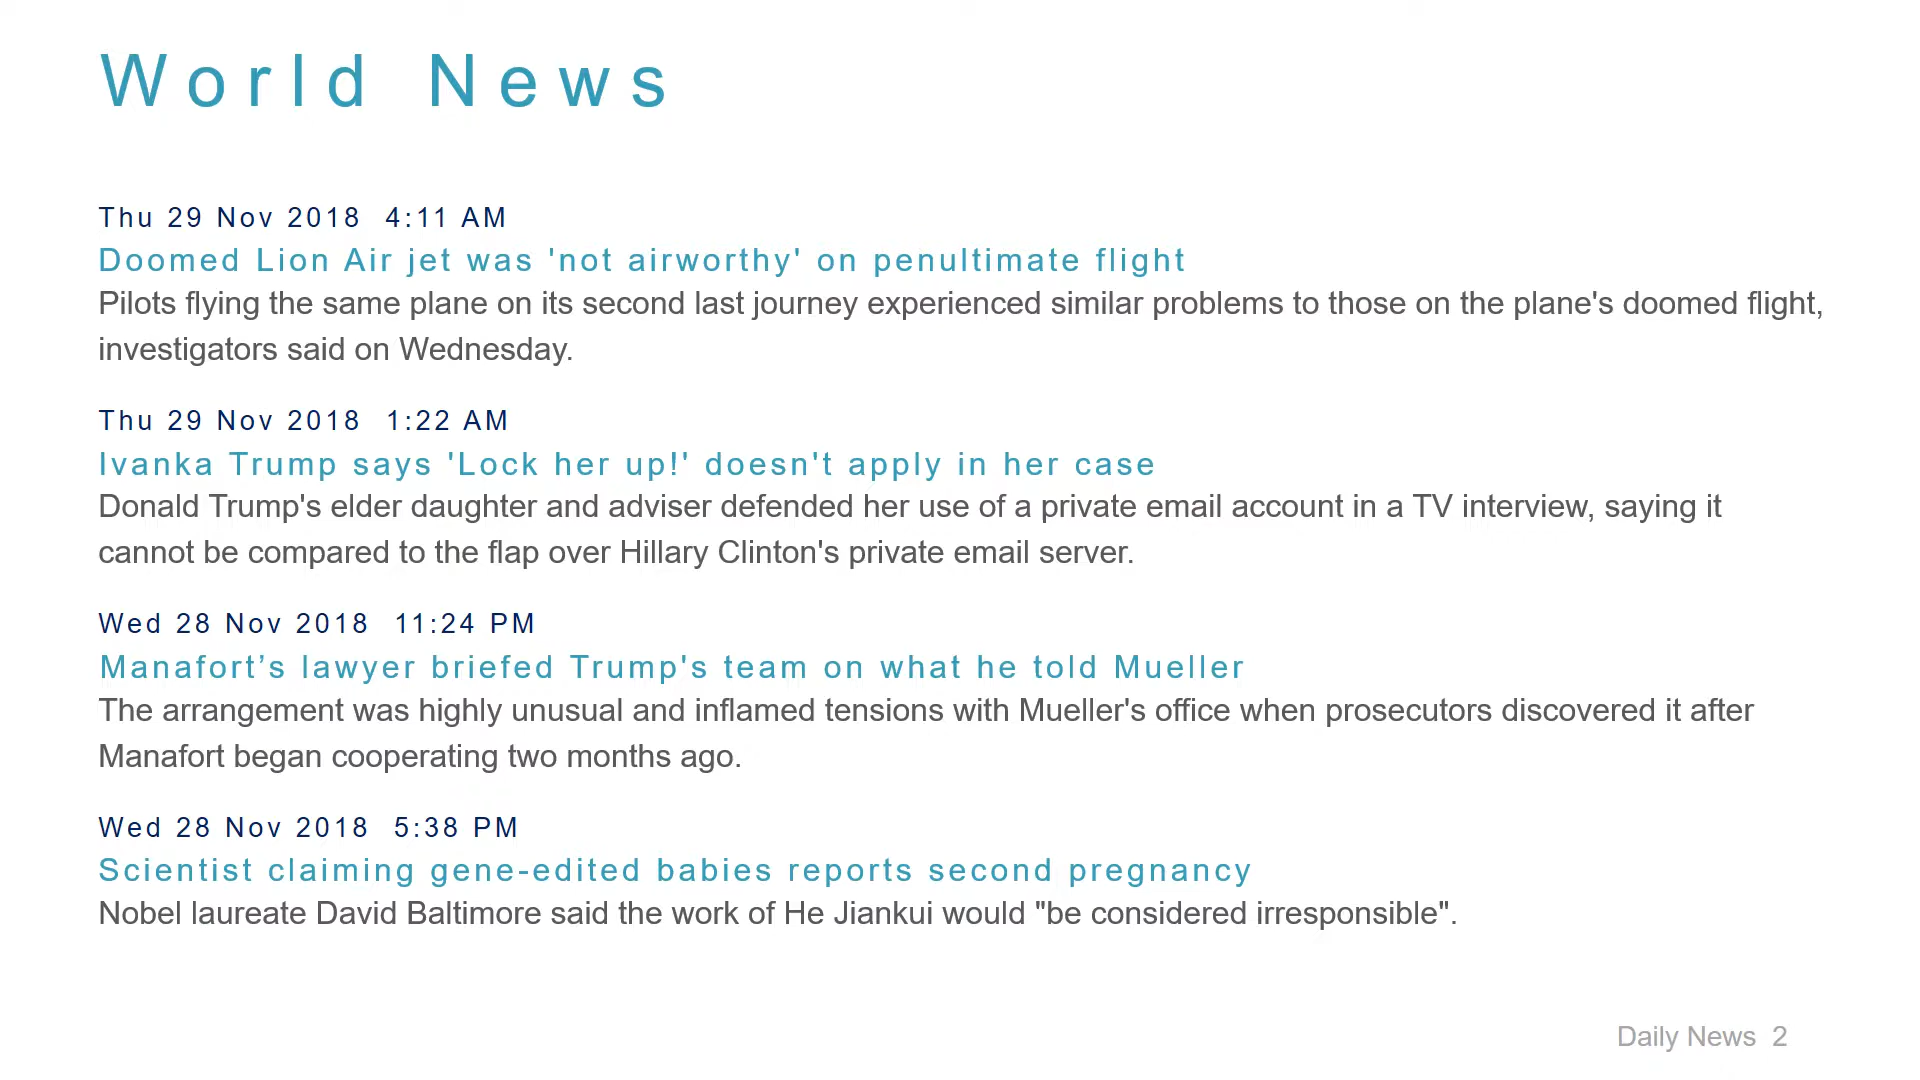 World News
Thu 29 Nov 2018  4:11 AM
Doomed Lion Air jet was 'not airworthy' on penultimate flight
Pilots flying the same plane on its second last journey experienced similar problems to those on the plane's doomed flight,
investigators said on Wednesday.
Thu 29 Nov 2018  1:22 AM
Ivanka Trump says 'Lock her up!' doesn't apply in her case
Donald Trump's elder daughter and adviser defended her use of a private email account in a TV interview, saying it
cannot be compared to the flap over Hillary Clinton's private email server.
Wed 28 Nov 2018  11:24 PM
Manafort’s lawyer briefed Trump's team on what he told Mueller
The arrangement was highly unusual and inflamed tensions with Mueller's office when prosecutors discovered it after
Manafort began cooperating two months ago.
Wed 28 Nov 2018  5:38 PM
Scientist claiming gene-edited babies reports second pregnancy
Nobel laureate David Baltimore said the work of He Jiankui would "be considered irresponsible".
Daily News  2